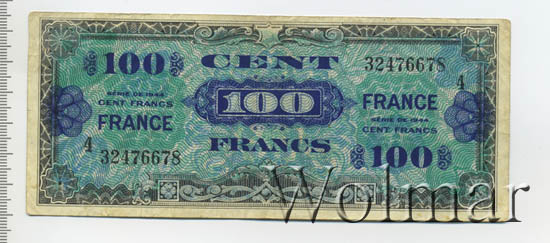 100 CENT 32476678
4
SÉRIE DE 1944
CENT FRANCS
FRANCE
100
FRANCE
SÉRIE DE 1944
CENT FRANCS
4
32476678
FRANCS
100
Wolmar